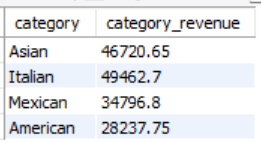 category category_revenue
Asian 46720.65
Italian 49462.7
Mexican 34796.8
American 28237.75